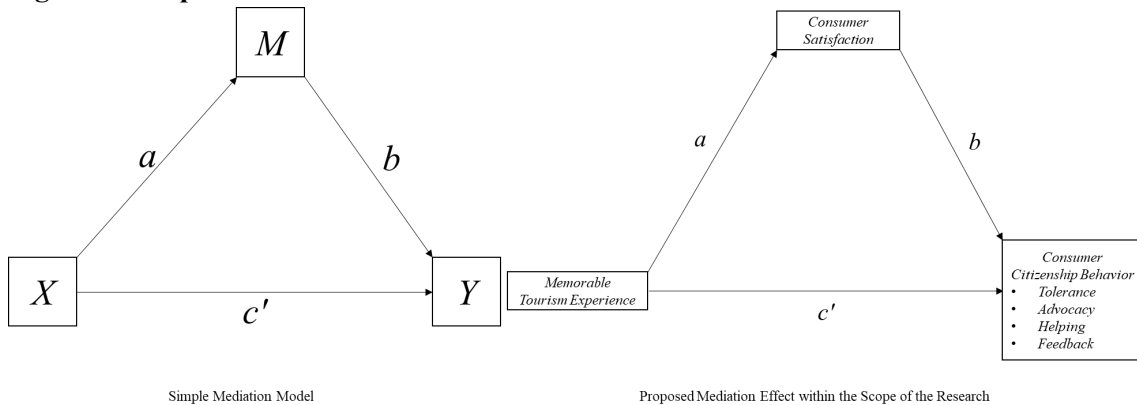 M
a
b
X
c'
Y
Simple Mediation Model
Consumer
Satisfaction
a
b
Memorable
Tourism Experience
c'
Consumer
Citizenship Behavior
• Tolerance
• Advocacy
• Helping
• Feedback
Proposed Mediation Effect within the Scope of the Research